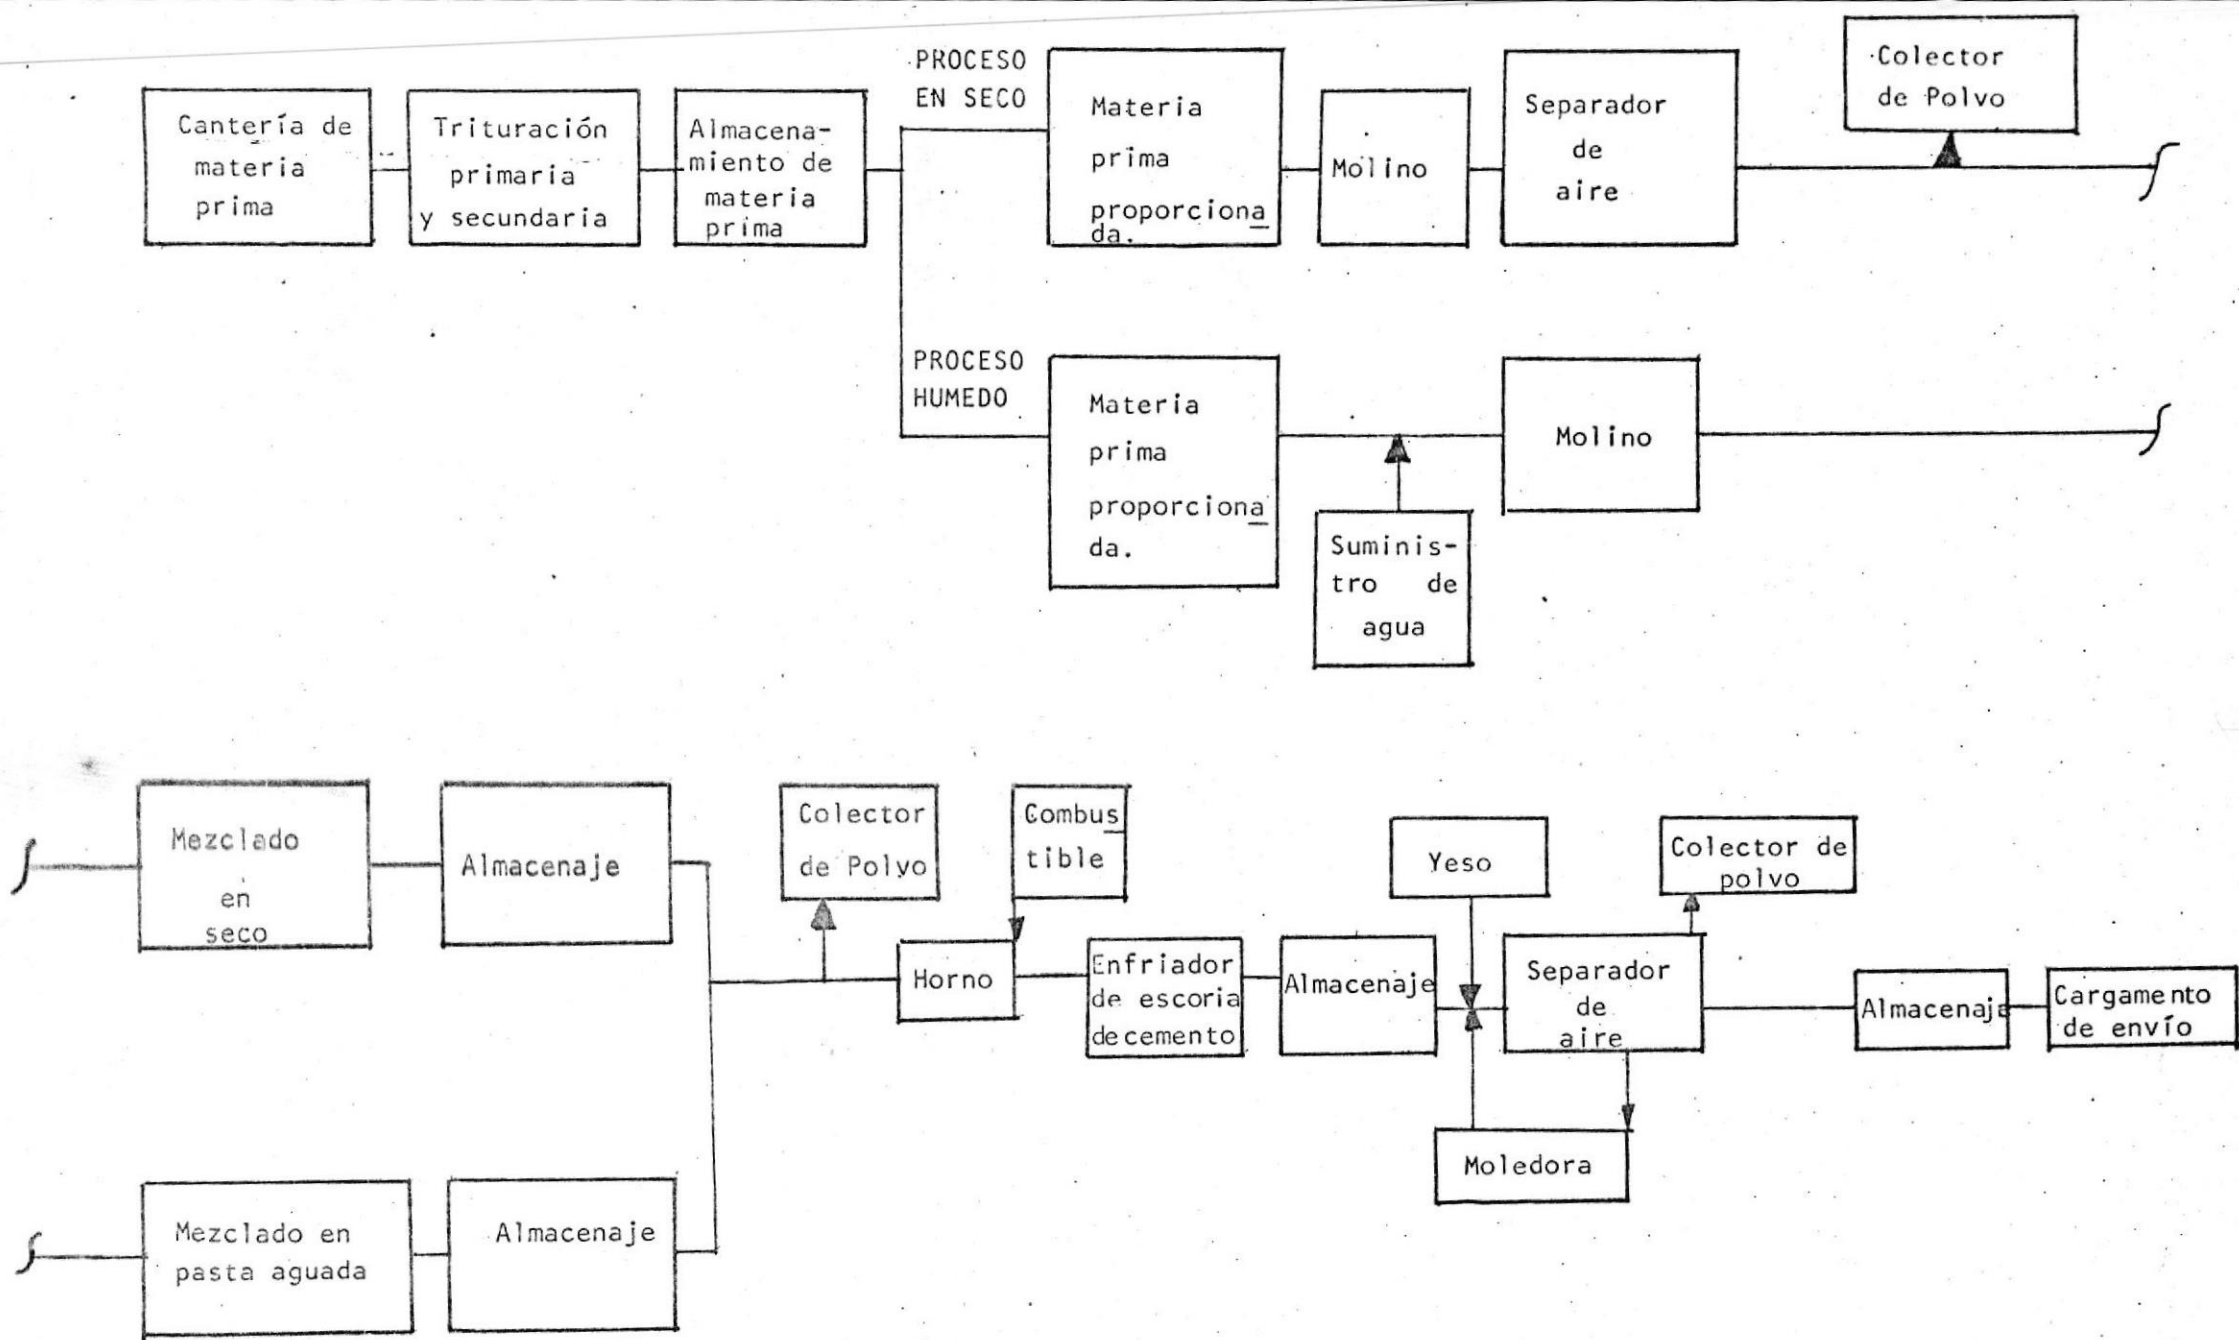 Cantería de
materia
prima
Trituración
primaria
y secundaria
Almacena-
miento de
materia
prima
PROCESO
EN SECO
Materia
prima
proporciona
da.
Molino
Separador
de
aire
Colector
de Polvo
PROCESO
HUMEDO
Materia
prima
proporciona
da.
Suminis-
tro de
agua
Molino
Mezclado
en
seco
Almacenaje
Colector
de Polvo
Combus
tible
Horno
Enfriador
de escoria
de cemento
Almacenaje
Yeso
Separador
de
aire
Colector de
polvo
Moledora
Almacenaje
Cargamento
de envío
Mezclado en
pasta aguada
Almacenaje